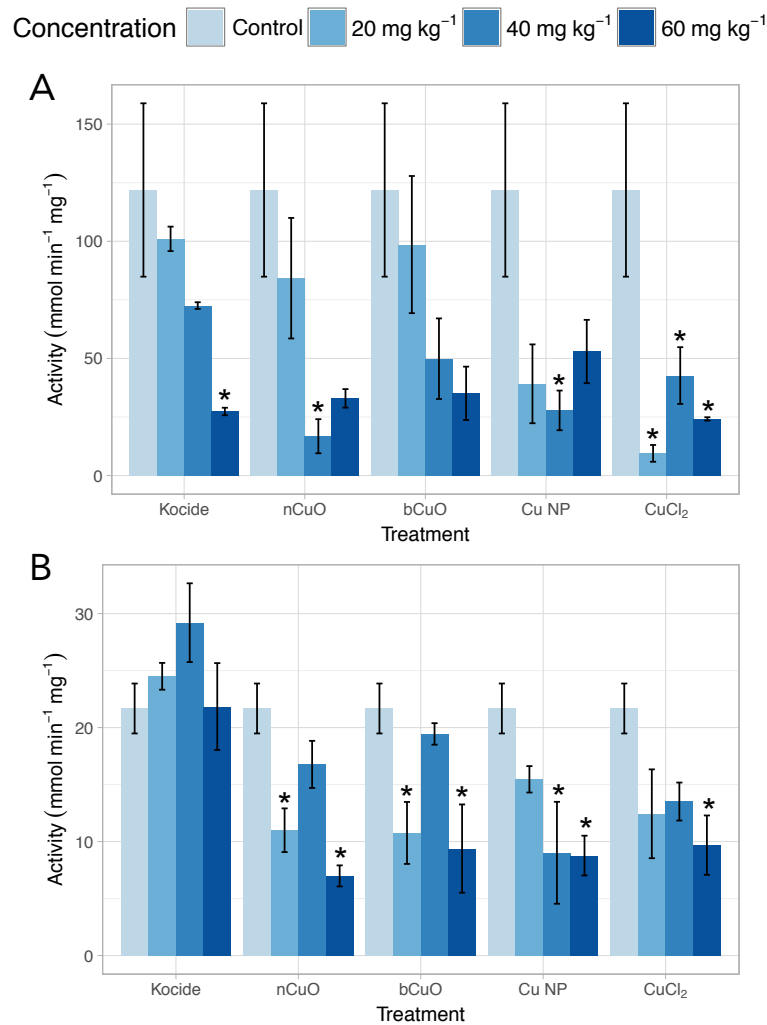 Concentration Control 20 mg kg⁻¹ 40 mg kg⁻¹ 60 mg kg⁻¹
A
150
100
50
0
Activity (mmol min⁻¹ mg⁻¹)
* * * * * *
Kocide nCuO bCuO Cu NP CuCl₂
Treatment
B
30
20
10
0
Activity (mmol min⁻¹ mg⁻¹)
* * * * * * *
Kocide nCuO bCuO Cu NP CuCl₂
Treatment